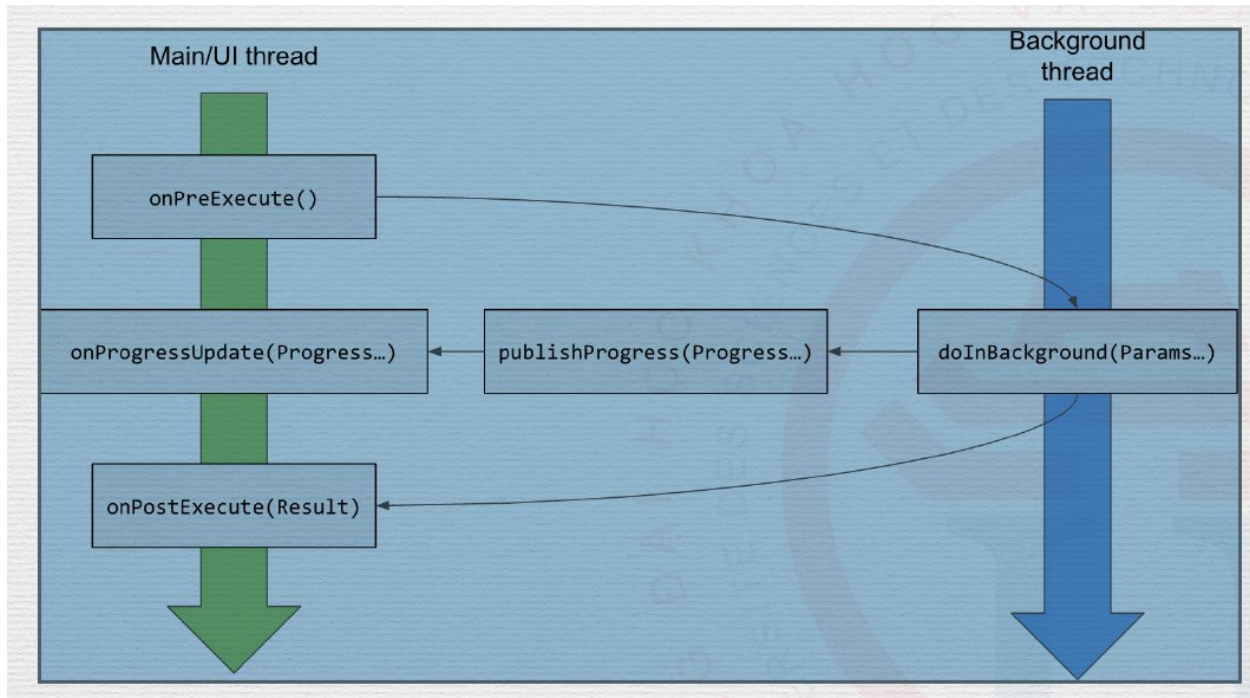 Main/UI thread
Background
thread
onPreExecute()
onProgressUpdate(Progress…)
publishProgress(Progress…)
doInBackground(Params…)
onPostExecute(Result)